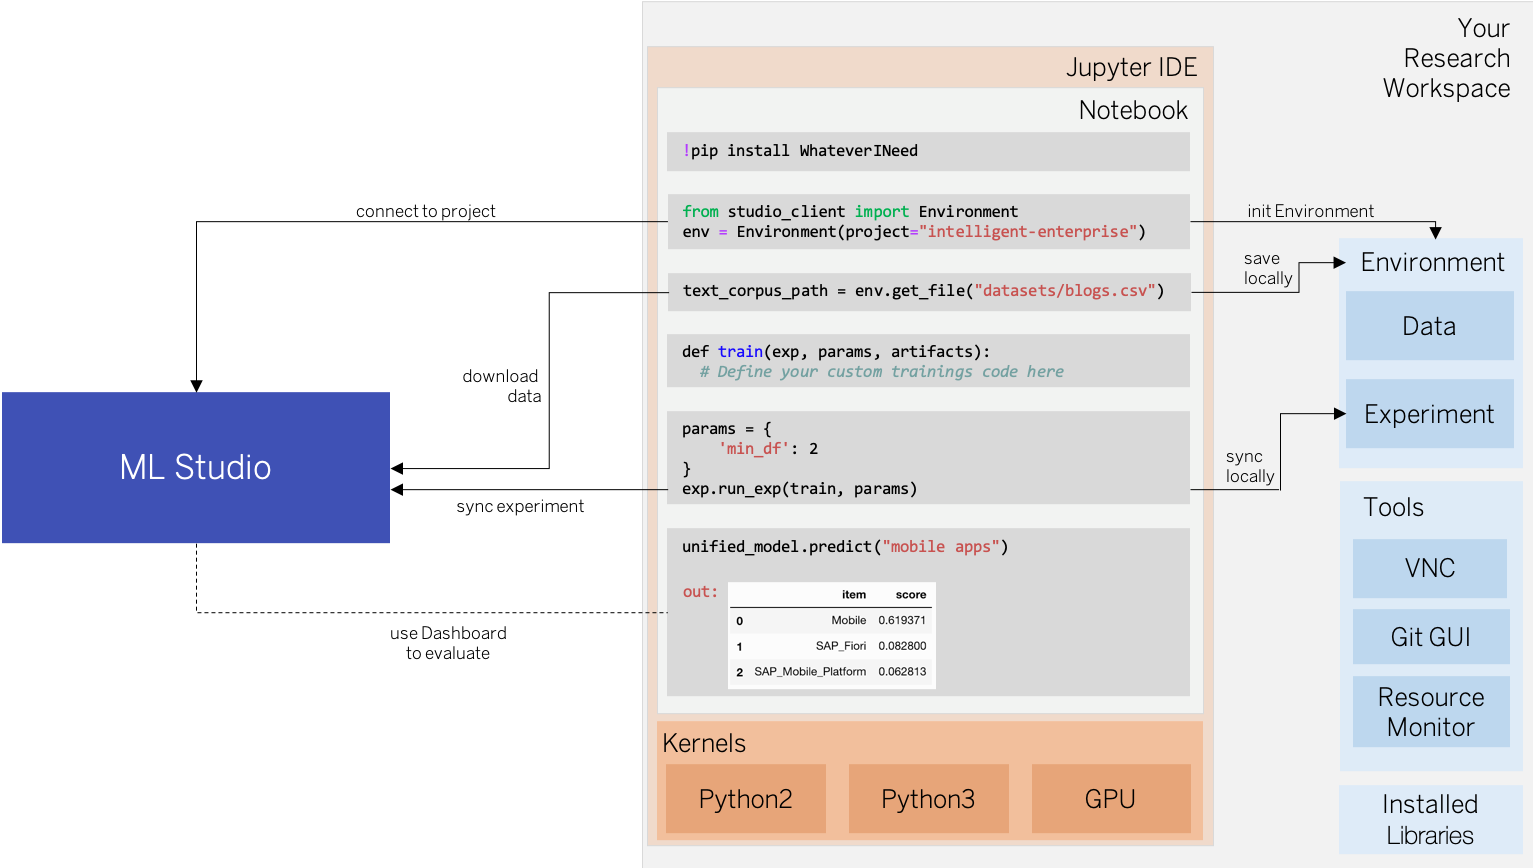 Your
Research
Workspace
Jupyter IDE
Notebook
!pip install WhateverINeed
connect to project
from studio_client import Environment
env = Environment(project="intelligent-enterprise")
init Environment
save
locally
Environment
text_corpus_path = env.get_file("datasets/blogs.csv")
Data
def train(exp, params, artifacts):
# Define your custom trainings code here
download
data
Experiment
params = {
'min_df': 2
}
exp.run_exp(train, params)
sync
locally
ML Studio
sync experiment
Tools
VNC
Git GUI
Resource
Monitor
unified_model.predict("mobile apps")
out:
item score
0 Mobile 0.619371
1 SAP_Fiori 0.082800
2 SAP_Mobile_Platform 0.062813
use Dashboard
to evaluate
Kernels
Python2
Python3
GPU
Installed
Libraries